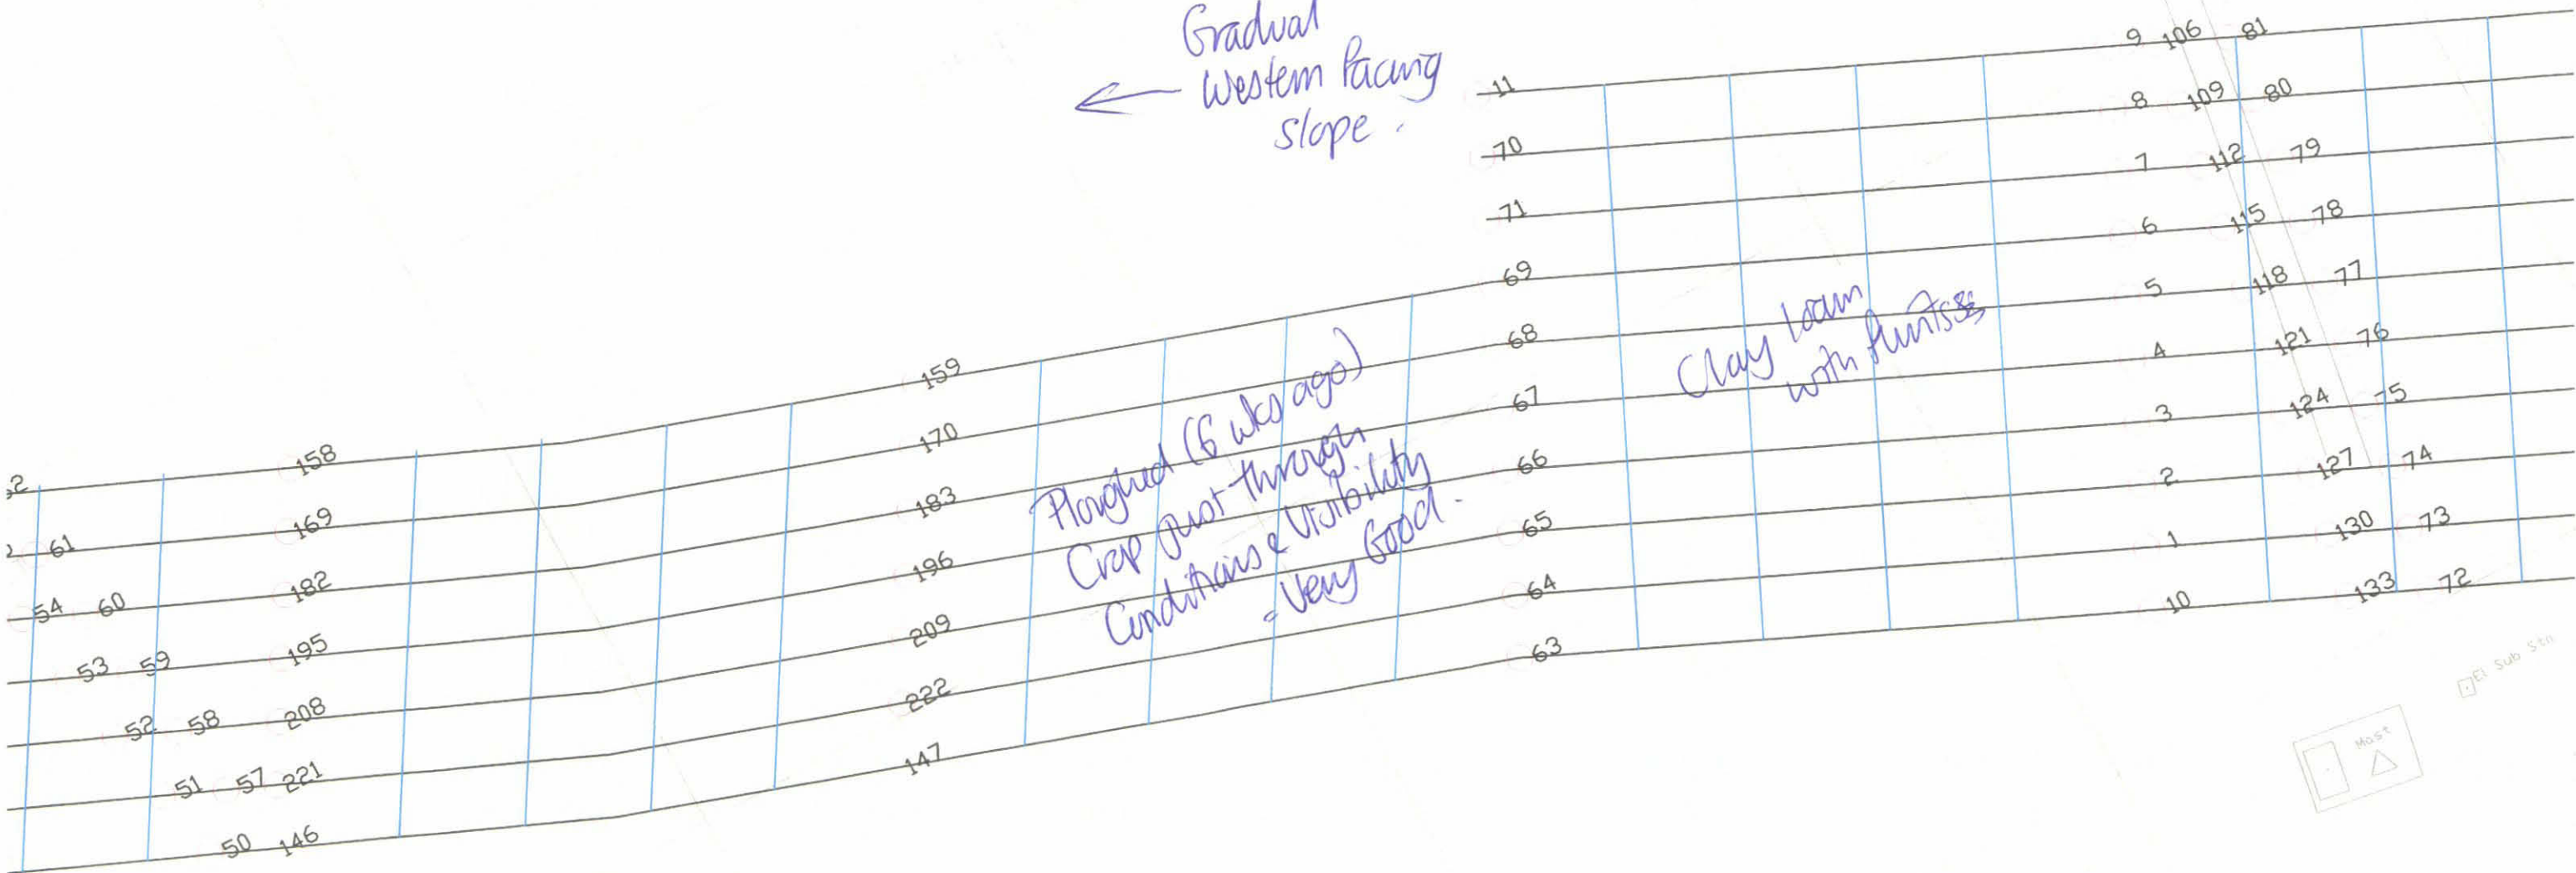 Gradual
Western facing
slope.
9 106 81
11
8 109 80
70
7 112 79
71
6 115 78
69
5 118 77
68
4 121 76
67
3 124 75
66
2 127 74
65
1 130 73
64
10 133 72
63
Clay loam
with flints
159
170
183
196
209
222
147
Ploughed (6 wks ago)
Crop just through
Conditions & Visibility
= Very Good.
158
61 169
54 60 182
53 59 195
52 58 208
51 57 221
50 146
El Sub Stn
Mast